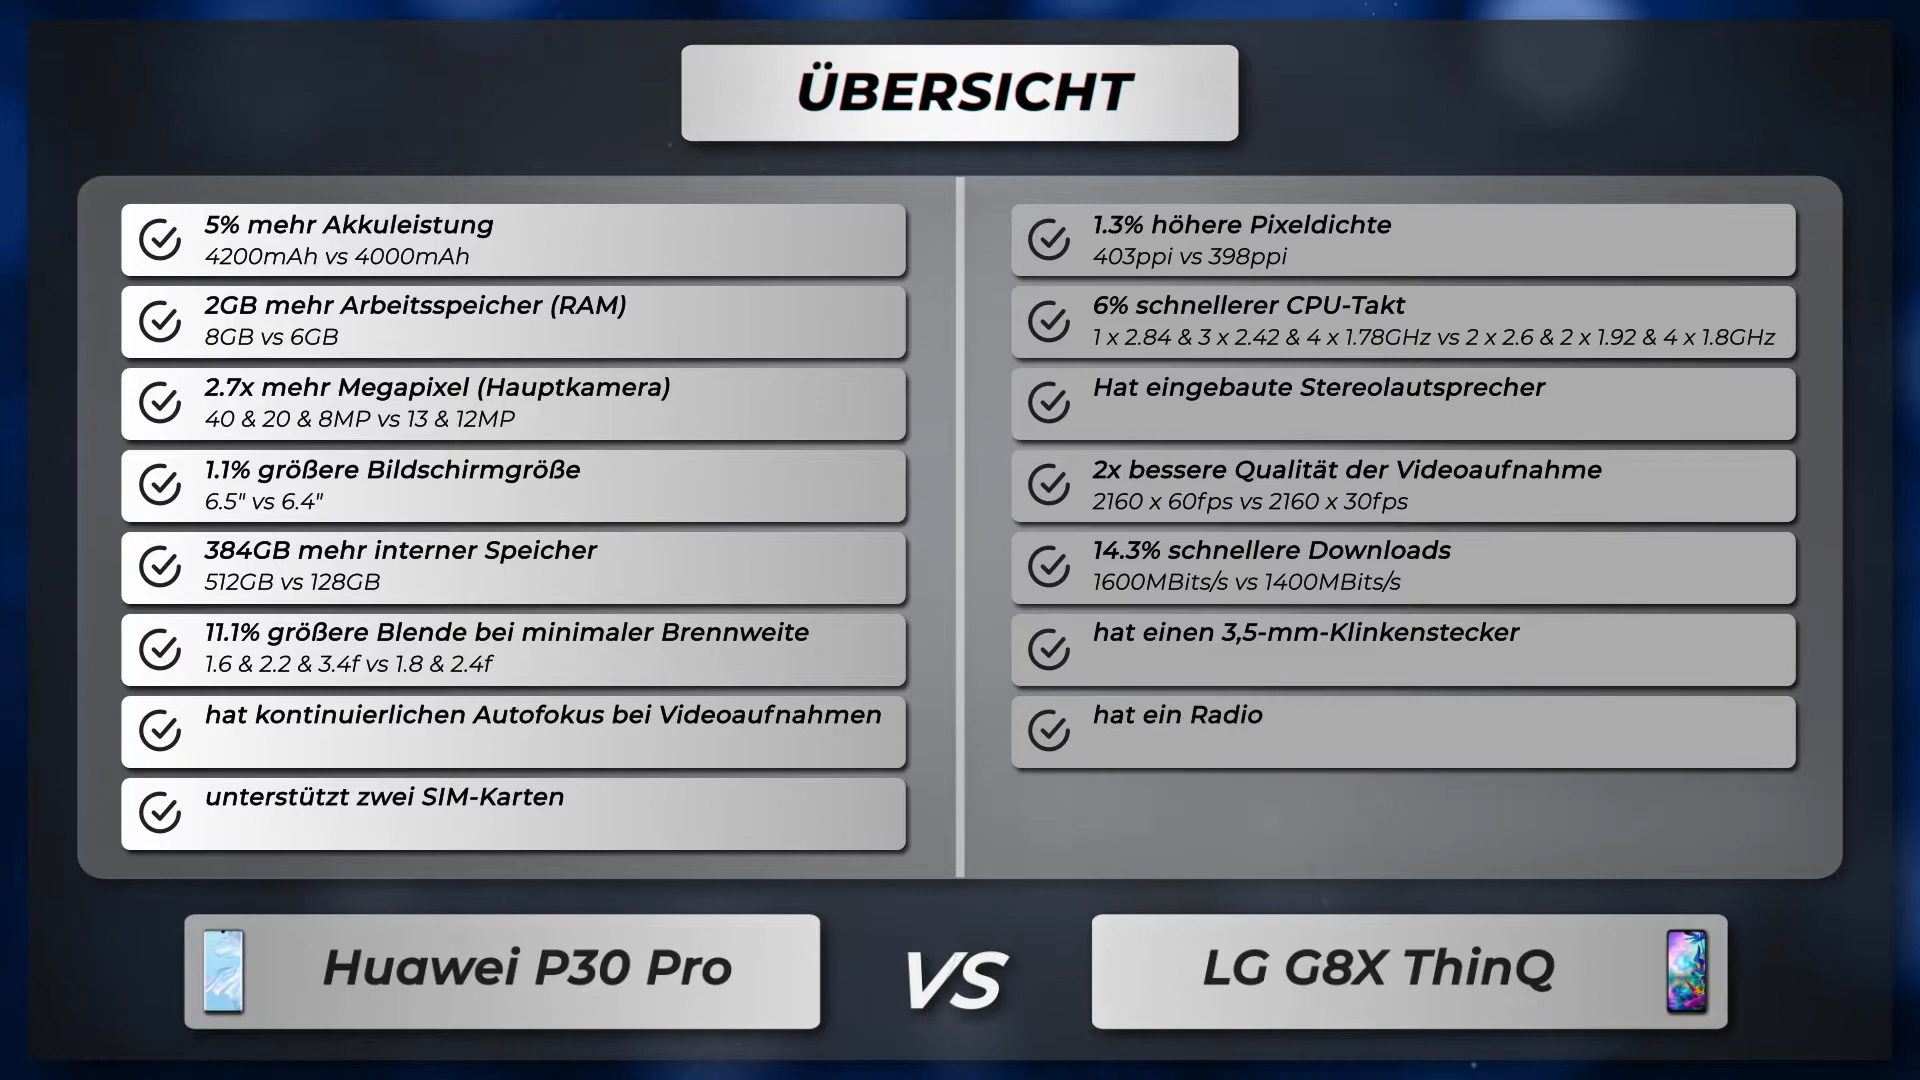 ÜBERSICHT
5% mehr Akkuleistung
4200mAh vs 4000mAh
2GB mehr Arbeitsspeicher (RAM)
8GB vs 6GB
2.7x mehr Megapixel (Hauptkamera)
40 & 20 & 8MP vs 13 & 12MP
1.1% größere Bildschirmgröße
6.5" vs 6.4"
384GB mehr interner Speicher
512GB vs 128GB
11.1% größere Blende bei minimaler Brennweite
1.6 & 2.2 & 3.4f vs 1.8 & 2.4f
hat kontinuierlichen Autofokus bei Videoaufnahmen
unterstützt zwei SIM-Karten
1.3% höhere Pixeldichte
403ppi vs 398ppi
6% schnellerer CPU-Takt
1 x 2.84 & 3 x 2.42 & 4 x 1.78GHz vs 2 x 2.6 & 2 x 1.92 & 4 x 1.8GHz
Hat eingebaute Stereolautsprecher
2x bessere Qualität der Videoaufnahme
2160 x 60fps vs 2160 x 30fps
14.3% schnellere Downloads
1600MBits/s vs 1400MBits/s
hat einen 3,5-mm-Klinkenstecker
hat ein Radio
Huawei P30 Pro
VS
LG G8X ThinQ